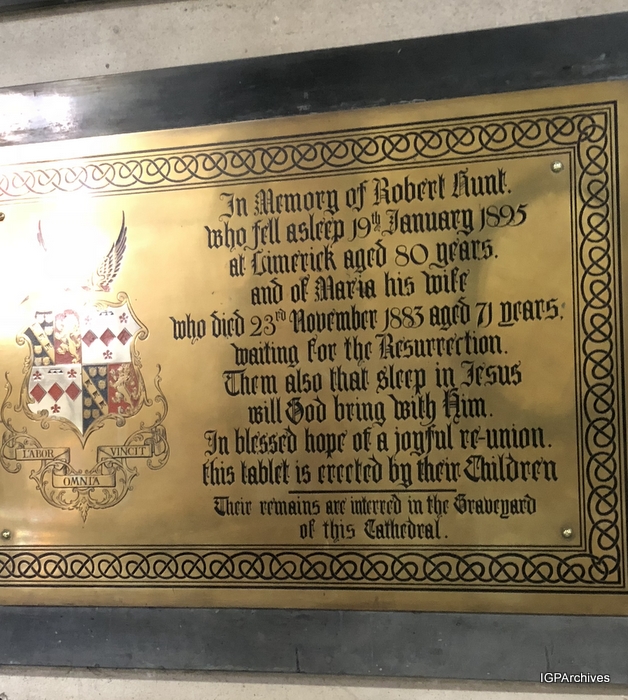 In Memory of Robert Hunt.
who fell asleep 19th January 1895
at Limerick aged 80 years.
and of Maria his wife
who died 23rd November 1883 aged 71 years.
waiting for the Resurrection.
Them also that sleep in Jesus
will God bring with Him.
In blessed hope of a joyful re-union.
this tablet is erected by their Children
Their remains are interred in the Graveyard
of this Cathedral.
LABOR VINCIT
OMNIA
IGPArchives